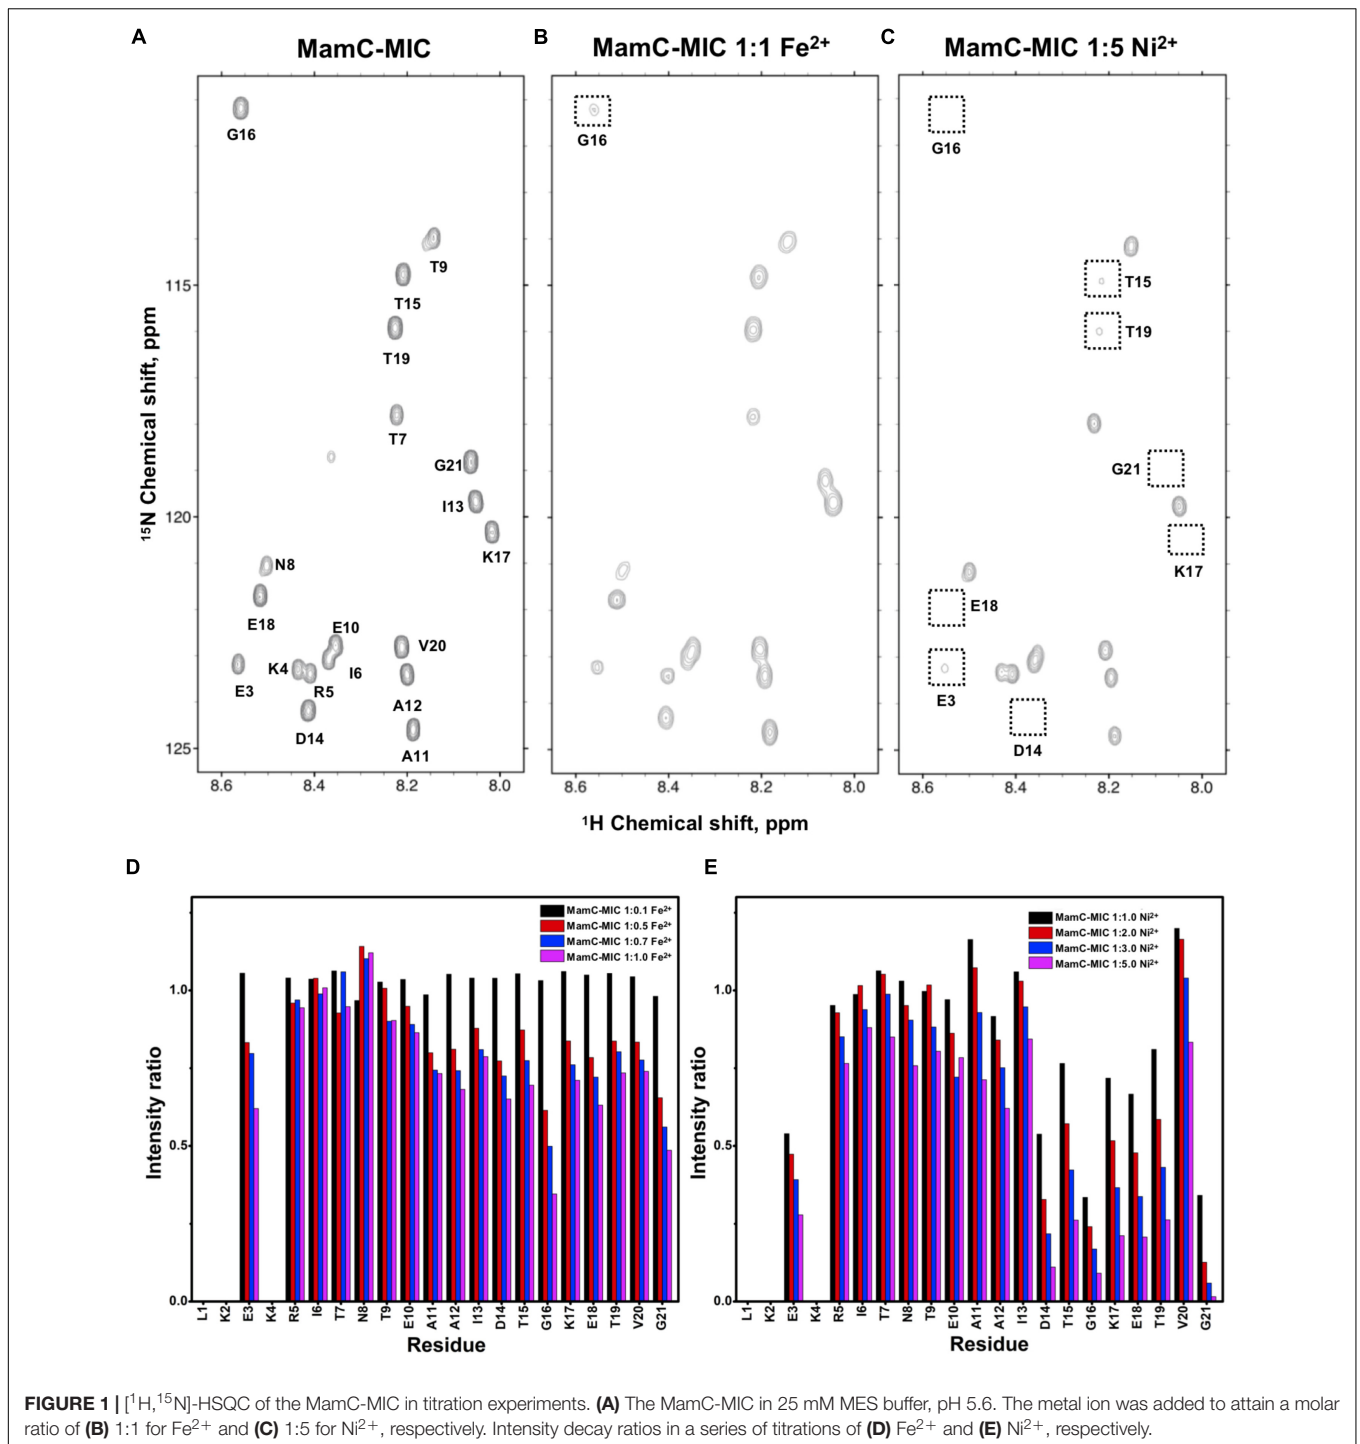 A
MamC-MIC
B
MamC-MIC 1:1 Fe²⁺
C
MamC-MIC 1:5 Ni²⁺
G16
T9
T15
T19
T7
G21
I13
K17
N8
E18
E10
V20
K4
I6
E3
R5
A12
D14
A11
G16
G16
T15
T19
G21
K17
E18
E3
D14
115
120
125
¹⁵N Chemical shift, ppm
8.6 8.4 8.2 8.0
8.6 8.4 8.2 8.0
8.6 8.4 8.2 8.0
¹H Chemical shift, ppm
D
MamC-MIC 1:0.1 Fe²⁺
MamC-MIC 1:0.5 Fe²⁺
MamC-MIC 1:0.7 Fe²⁺
MamC-MIC 1:1.0 Fe²⁺
1.0
0.5
0.0
Intensity ratio
L1 K2 E3 K4 R5 I6 T7 N8 T9 E10 A11 A12 I13 D14 T15 G16 K17 E18 T19 V20 G21
Residue
E
MamC-MIC 1:1.0 Ni²⁺
MamC-MIC 1:2.0 Ni²⁺
MamC-MIC 1:3.0 Ni²⁺
MamC-MIC 1:5.0 Ni²⁺
1.0
0.5
0.0
Intensity ratio
L1 K2 E3 K4 R5 I6 T7 N8 T9 E10 A11 A12 I13 D14 T15 G16 K17 E18 T19 V20 G21
Residue
FIGURE 1 | [¹H,¹⁵N]-HSQC of the MamC-MIC in titration experiments. (A) The MamC-MIC in 25 mM MES buffer, pH 5.6. The metal ion was added to attain a molar
ratio of (B) 1:1 for Fe²⁺ and (C) 1:5 for Ni²⁺, respectively. Intensity decay ratios in a series of titrations of (D) Fe²⁺ and (E) Ni²⁺, respectively.